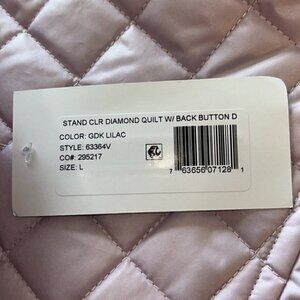 STAND CLR DIAMOND QUILT W/ BACK BUTTON D
COLOR: GDK LILAC
STYLE: 63364V
CO#: 295217
SIZE: L
7 63656 07128 1